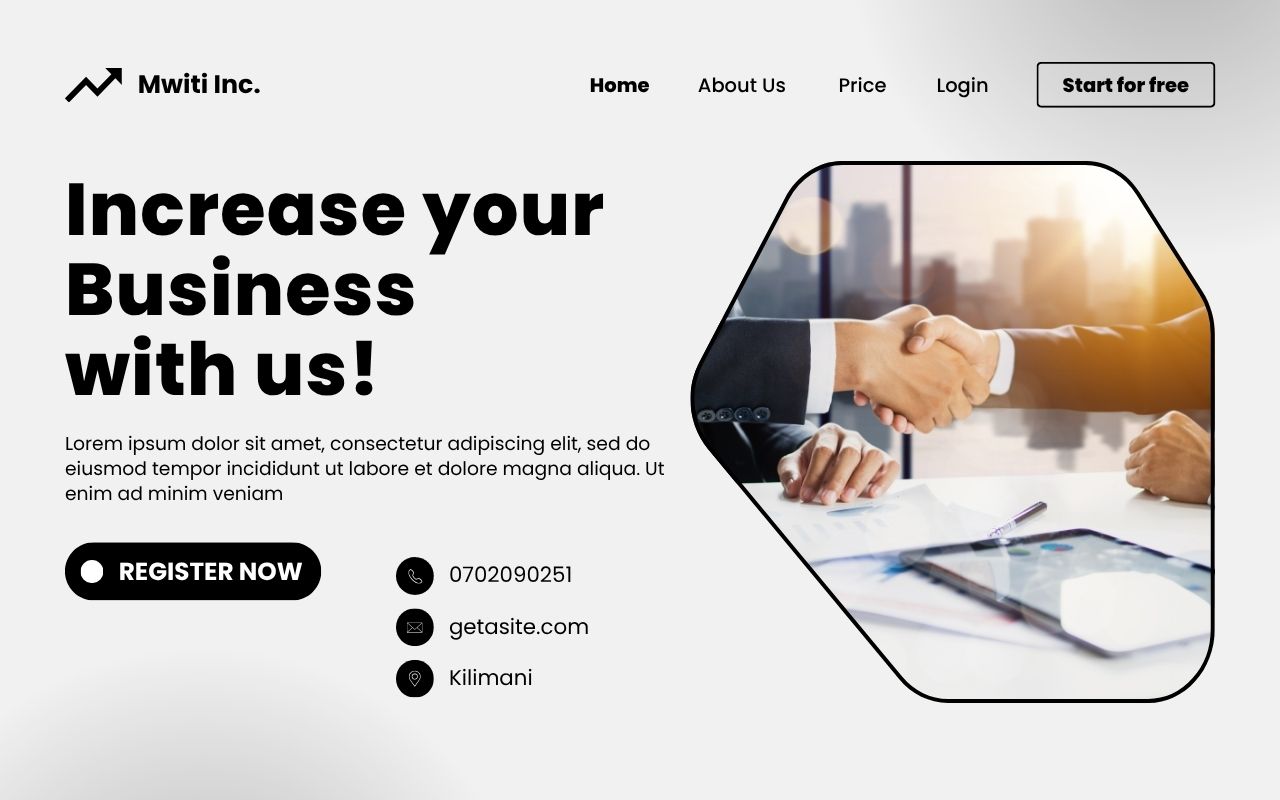 Mwiti Inc.
Home
About Us
Price
Login
Start for free
Increase your
Business
with us!
Lorem ipsum dolor sit amet, consectetur adipiscing elit, sed do
eiusmod tempor incididunt ut labore et dolore magna aliqua. Ut
enim ad minim veniam
REGISTER NOW
0702090251
getasite.com
Kilimani